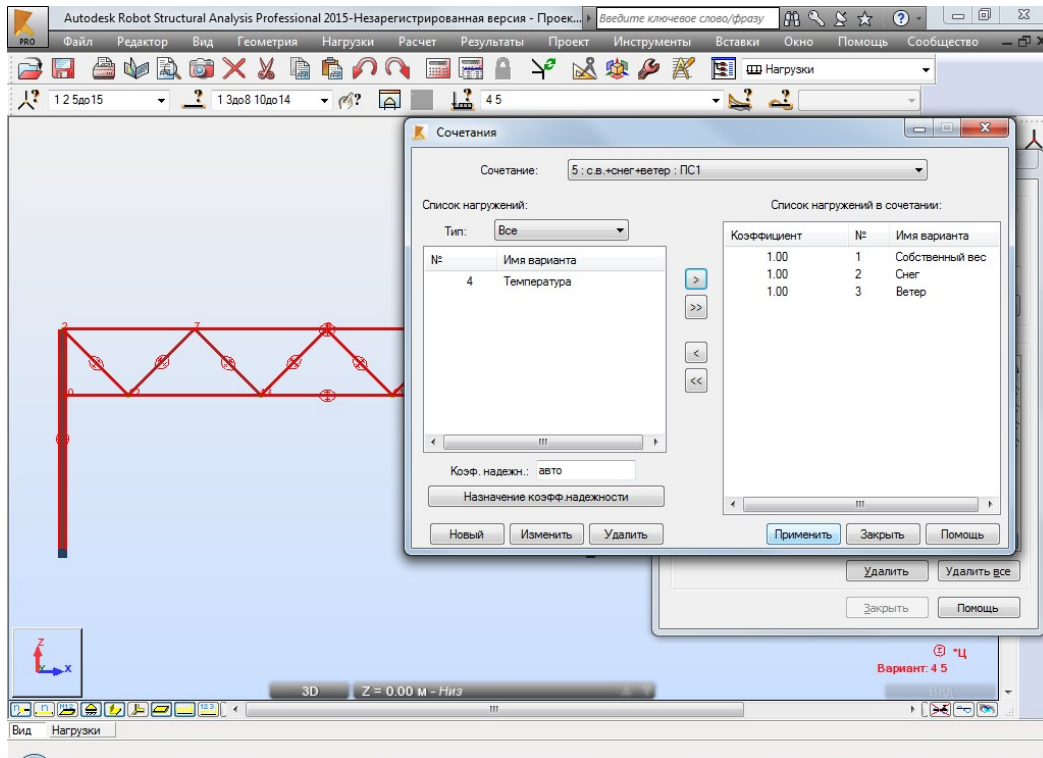 Autodesk Robot Structural Analysis Professional 2015-Незарегистрированная версия - Проек...
Введите ключевое слово/фразу
PRO
Файл Редактор Вид Геометрия Нагрузки Расчет Результаты Проект Инструменты Вставки Окно Помощь Сообщество
Нагрузки
1 2 5до15
1 3до8 10до14
4 5
Сочетания
Сочетание: 5 : с.в.+снег+ветер : ПС1
Список нагружений:
Список нагружений в сочетании:
Тип: Все
№ Имя варианта
4 Температура
Коэффициент № Имя варианта
1.00 1 Собственный вес
1.00 2 Снег
1.00 3 Ветер
>
>>
<
<<
Коэф. надежн.: авто
Назначение коэфф.надежности
Новый Изменить Удалить
Применить Закрыть Помощь
Удалить Удалить все
Закрыть Помощь
2 7
Z
X
°Ц
Вариант: 4 5
3D Z = 0.00 м - Низ
Вид
Вид Нагрузки